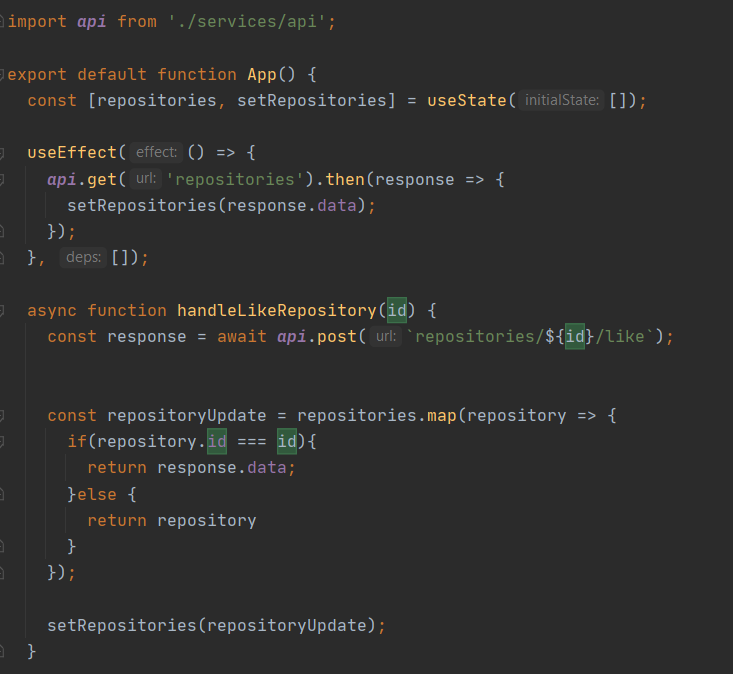 import api from './services/api';
export default function App() {
const [repositories, setRepositories] = useState( initialState: []);
useEffect( effect: () => {
api.get( url: 'repositories').then(response => {
setRepositories(response.data);
});
}, deps: []);
async function handleLikeRepository(id) {
const response = await api.post( url: `repositories/${id}/like`);
const repositoryUpdate = repositories.map(repository => {
if(repository.id === id){
return response.data;
}else {
return repository
}
});
setRepositories(repositoryUpdate);
}